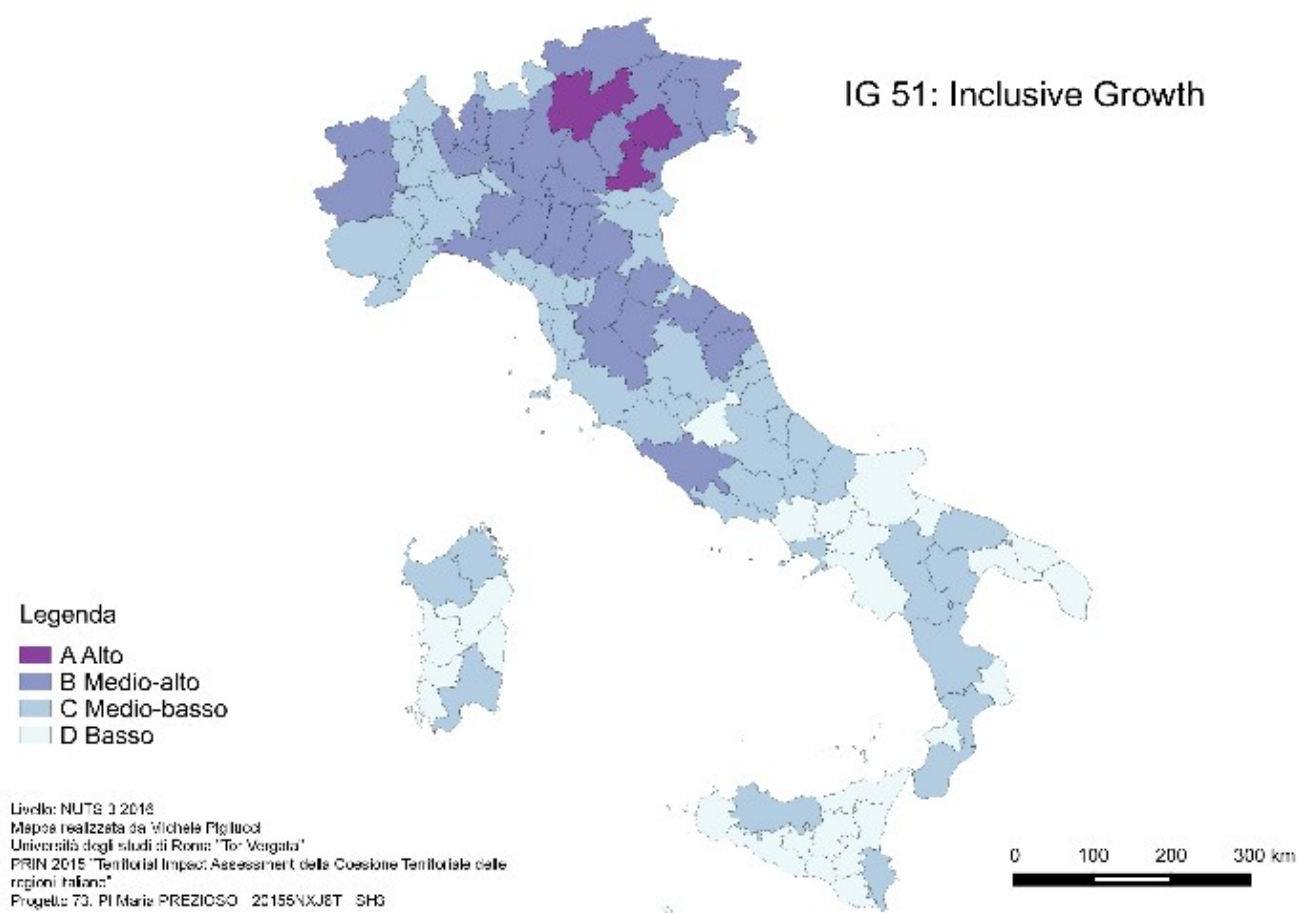 IG 51: Inclusive Growth
Legenda
A Alto
B Medio-alto
C Medio-basso
D Basso
Livello: NUTS 3 2016
Mappa realizzata da Michele Pigliucci
Università degli studi di Roma "Tor Vergata"
PRIN 2015 "Territorial Impact Assessment della Coesione Territoriale delle
regioni italiane"
Progetto 73. PI Maria PREZIOSO SH3
0 100 200 300 km